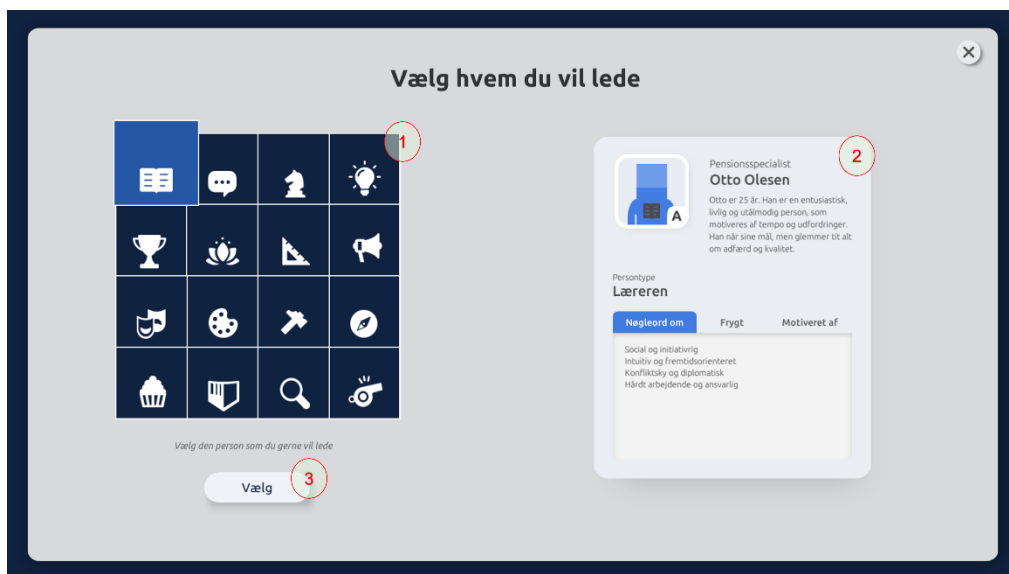 Vælg hvem du vil lede
1
2
Pensionsspecialist
Otto Olesen
Otto er 25 år. Han er en entusiastisk,
livlig og utålmodig person, som
motiveres af tempo og udfordringer.
Han når sine mål, men glemmer tit alt
om adfærd og kvalitet.
A
Persontype
Læreren
Nøgleord om
Frygt
Motiveret af
Social og initiativrig
Intuitiv og fremtidsorienteret
Konfliktsky og diplomatisk
Hårdt arbejdende og ansvarlig
Vælg den person som du gerne vil lede
Vælg
3